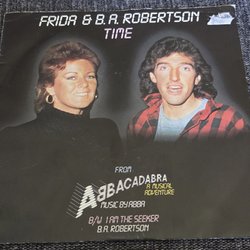 FRIDA & B.A. ROBERTSON
TIME
FROM
ABBACADABRA
A MUSICAL
ADVENTURE
MUSIC BY ABBA
B/W I AM THE SEEKER
B.A. ROBERTSON